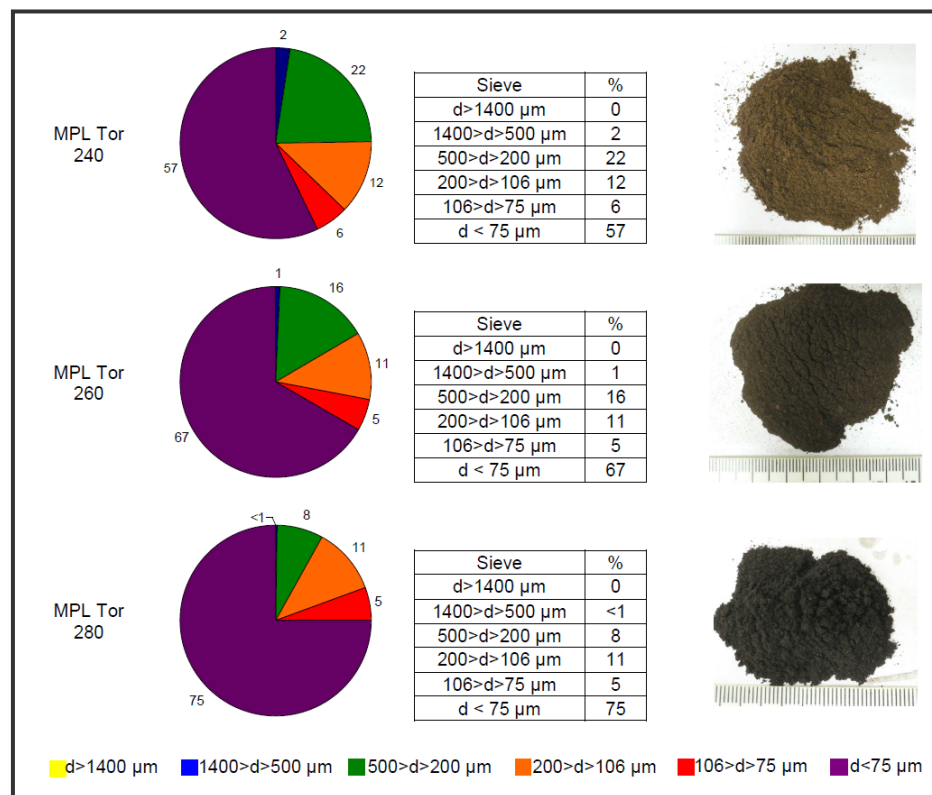 MPL Tor
240
2
22
12
6
57
Sieve %
d>1400 µm 0
1400>d>500 µm 2
500>d>200 µm 22
200>d>106 µm 12
106>d>75 µm 6
d < 75 µm 57
MPL Tor
260
1
16
11
5
67
Sieve %
d>1400 µm 0
1400>d>500 µm 1
500>d>200 µm 16
200>d>106 µm 11
106>d>75 µm 5
d < 75 µm 67
MPL Tor
280
<1
8
11
5
75
Sieve %
d>1400 µm 0
1400>d>500 µm <1
500>d>200 µm 8
200>d>106 µm 11
106>d>75 µm 5
d < 75 µm 75
d>1400 µm 1400>d>500 µm 500>d>200 µm 200>d>106 µm 106>d>75 µm d<75 µm